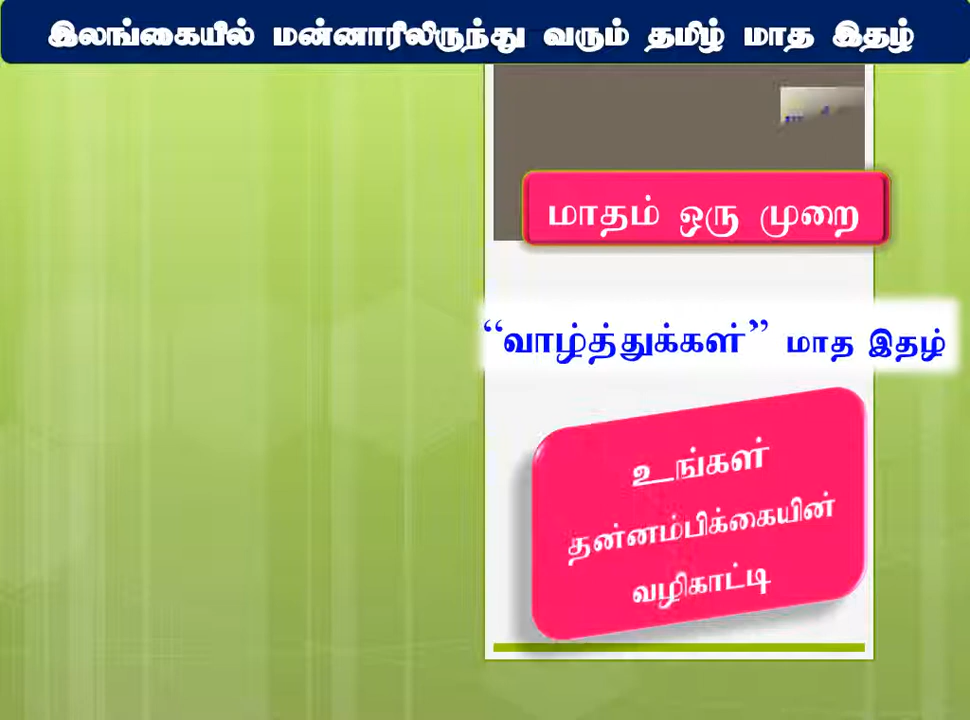 இலங்கையில் மன்னாரிலிருந்து வரும் தமிழ் மாத இதழ்
மாதம் ஒரு முறை
“வாழ்த்துக்கள்” மாத இதழ்
உங்கள்
தன்னம்பிக்கையின்
வழிகாட்டி